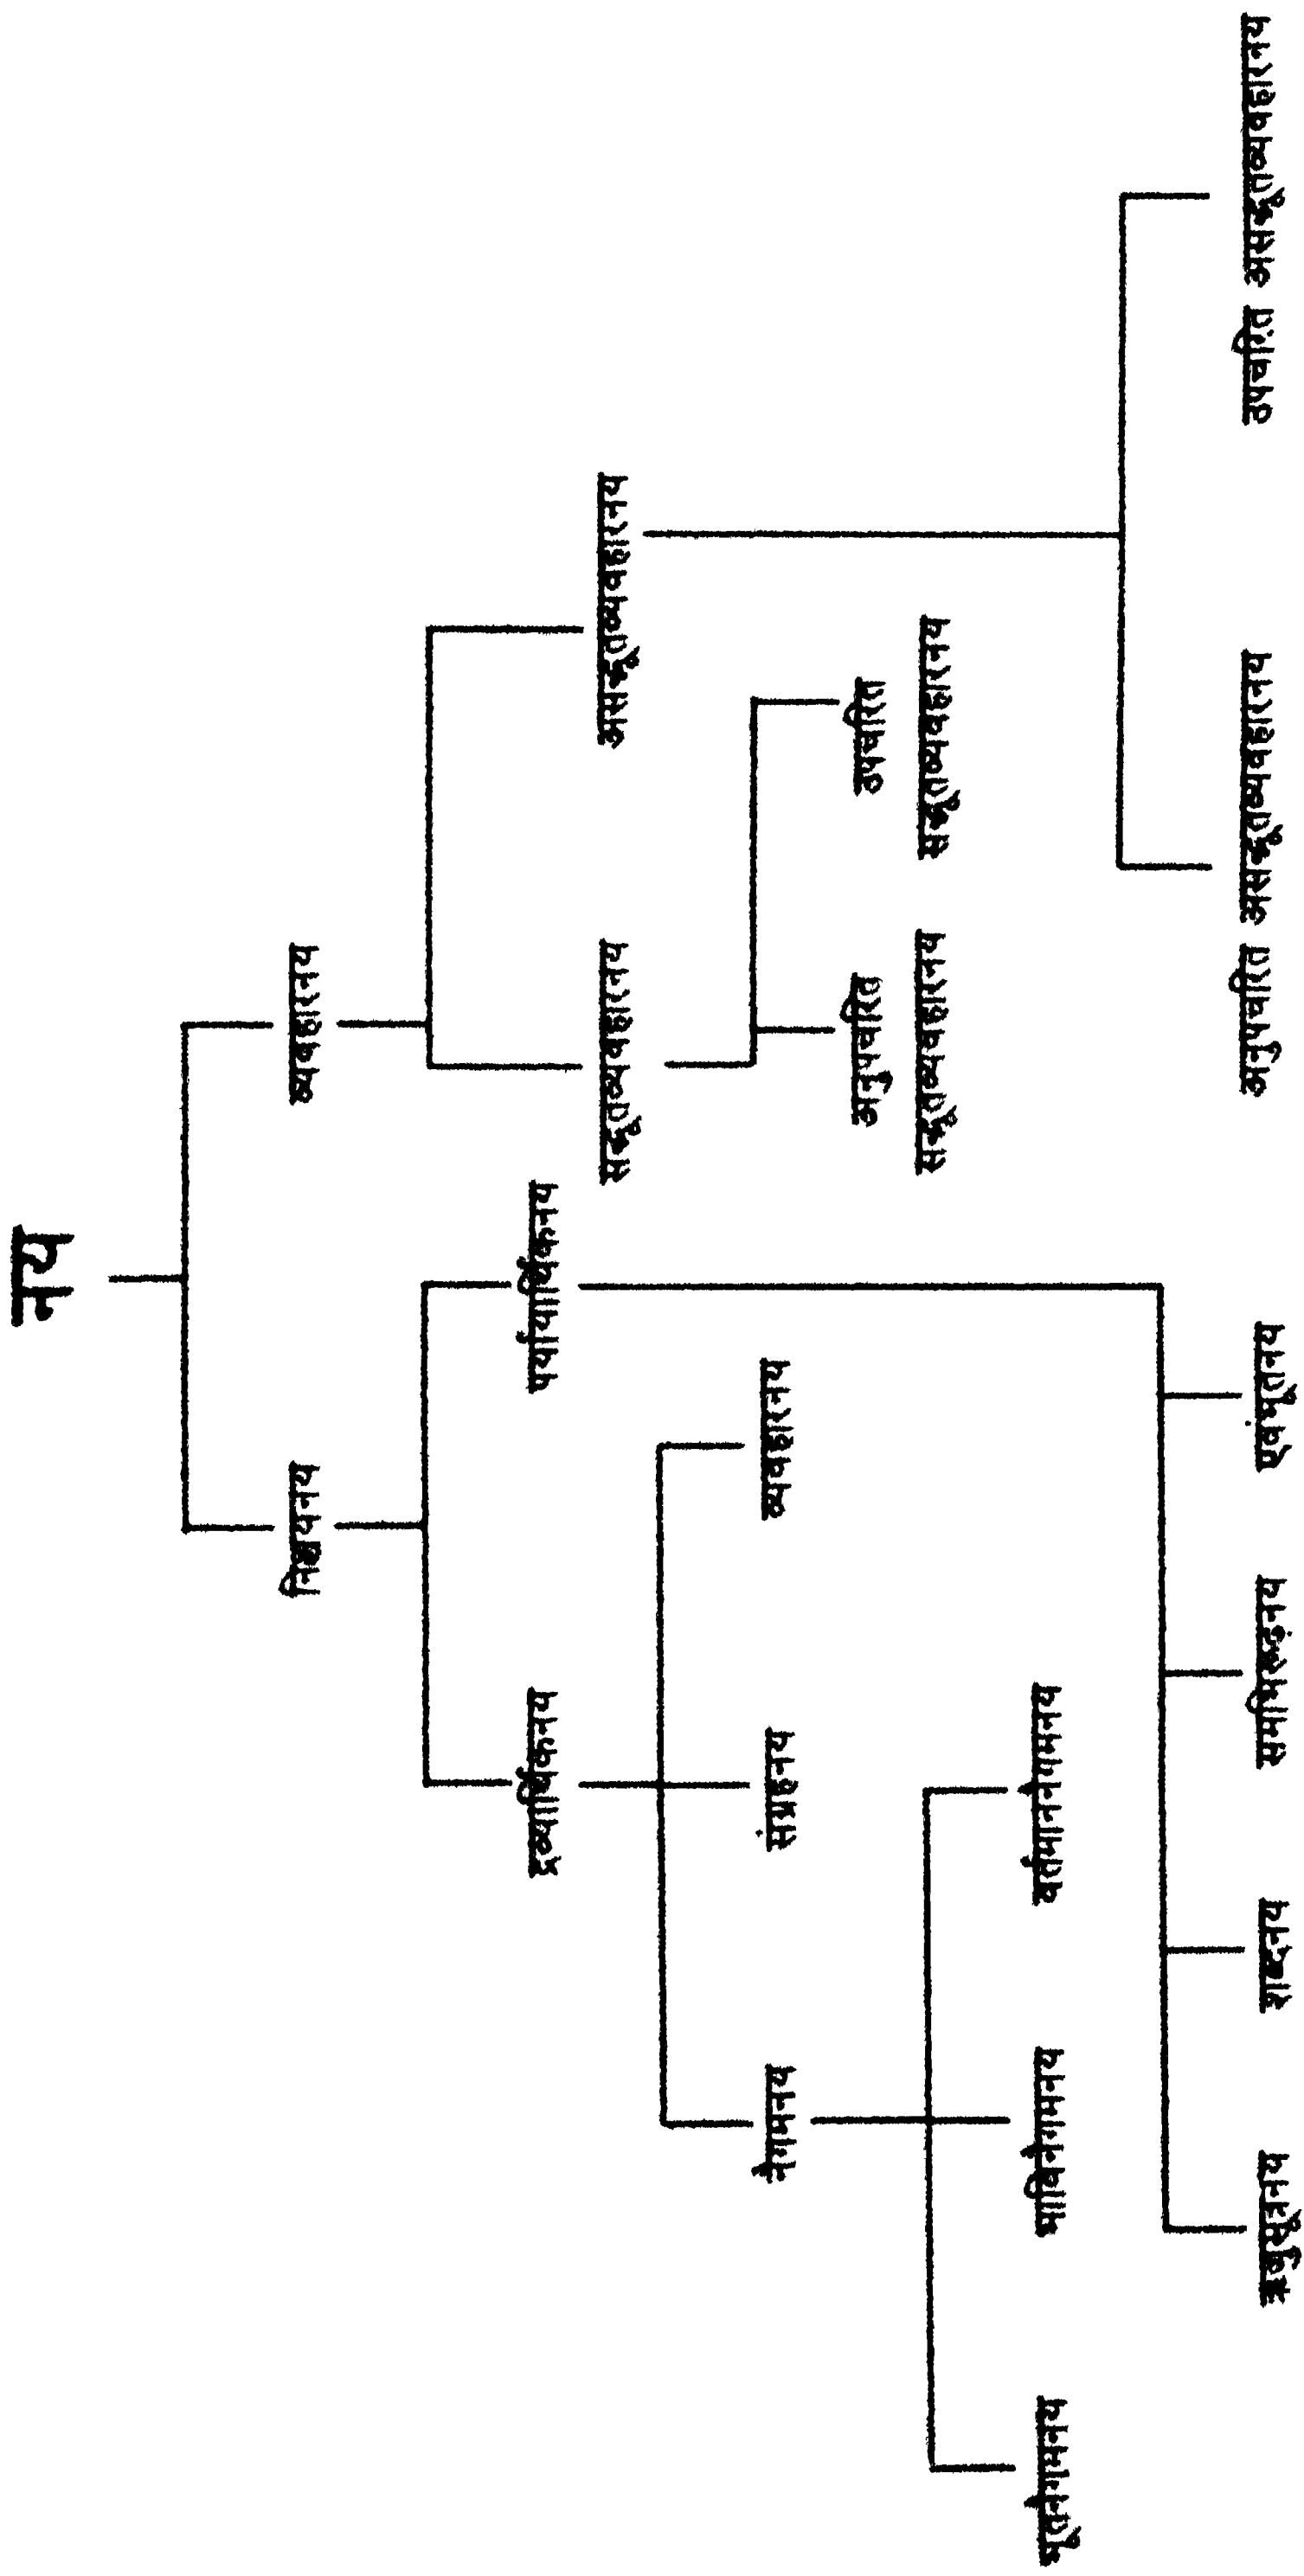 नय
निश्चयनय
व्यवहारनय
द्रव्यार्थिकनय
पर्यायार्थिकनय
सद्भूतव्यवहारनय
असद्भूतव्यवहारनय
नैगमनय
संग्रहनय
व्यवहारनय
अनुपचरित
सद्भूतव्यवहारनय
उपचरित
सद्भूतव्यवहारनय
भूतनैगमनय
भाविनैगमनय
वर्तमाननैगमनय
ऋजुसूत्रनय
शब्दनय
समभिरूढनय
एवंभूतनय
अनुपचरित असद्भूतव्यवहारनय
उपचरित असद्भूतव्यवहारनय